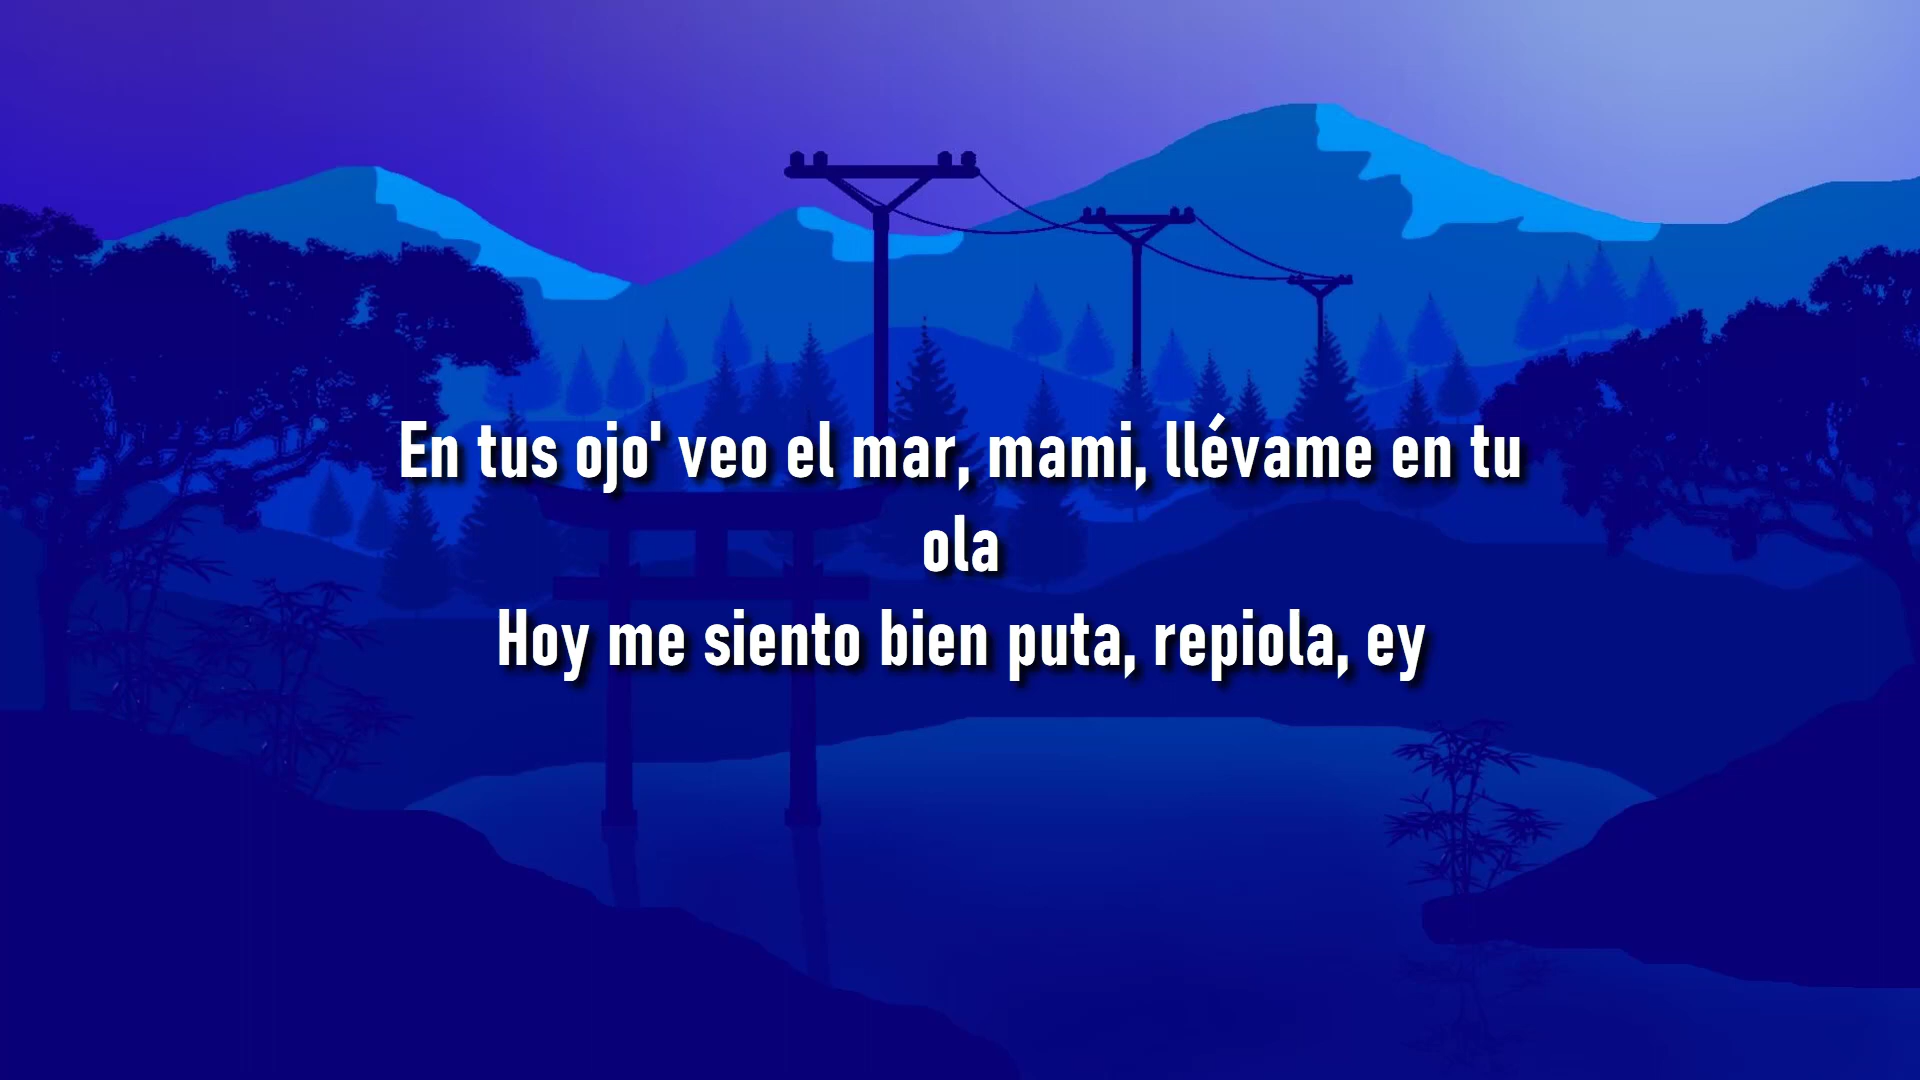 En tus ojo' veo el mar, mami, llévame en tu
ola
Hoy me siento bien puta, repiola, ey